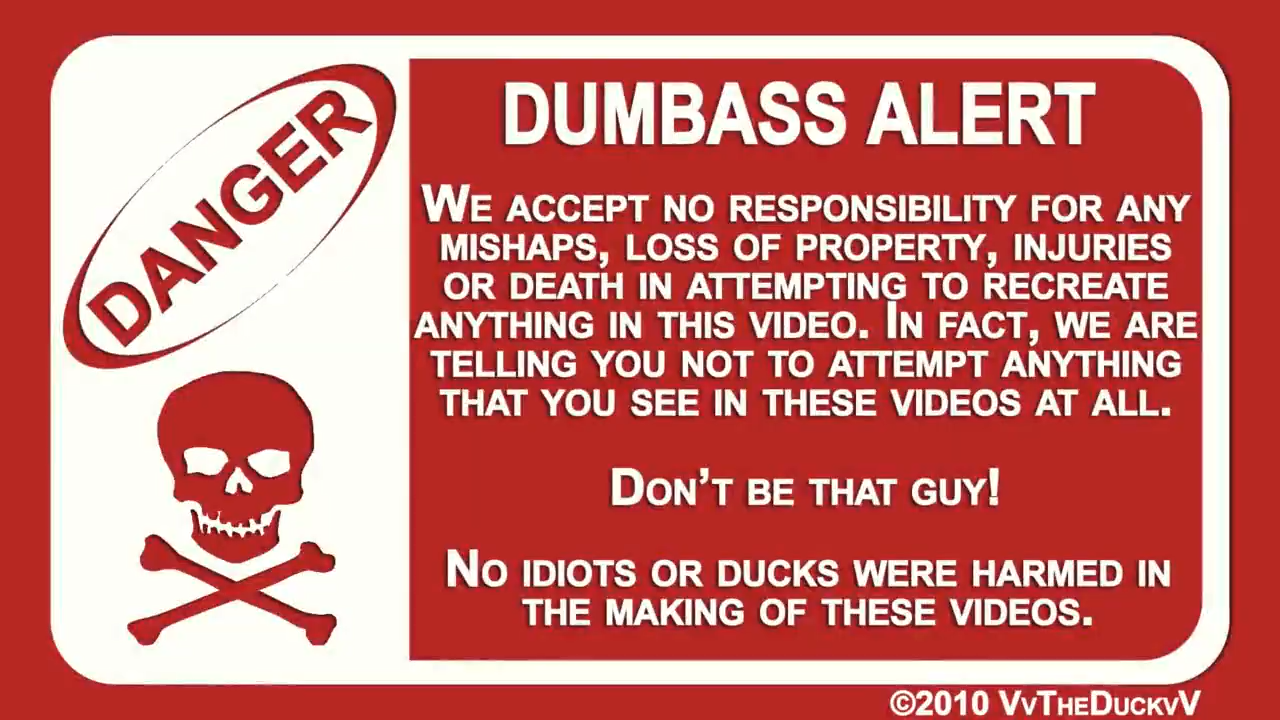 DANGER
DUMBASS ALERT
WE ACCEPT NO RESPONSIBILITY FOR ANY
MISHAPS, LOSS OF PROPERTY, INJURIES
OR DEATH IN ATTEMPTING TO RECREATE
ANYTHING IN THIS VIDEO. IN FACT, WE ARE
TELLING YOU NOT TO ATTEMPT ANYTHING
THAT YOU SEE IN THESE VIDEOS AT ALL.
DON'T BE THAT GUY!
NO IDIOTS OR DUCKS WERE HARMED IN
THE MAKING OF THESE VIDEOS.
©2010 VVTHEDUCKVV